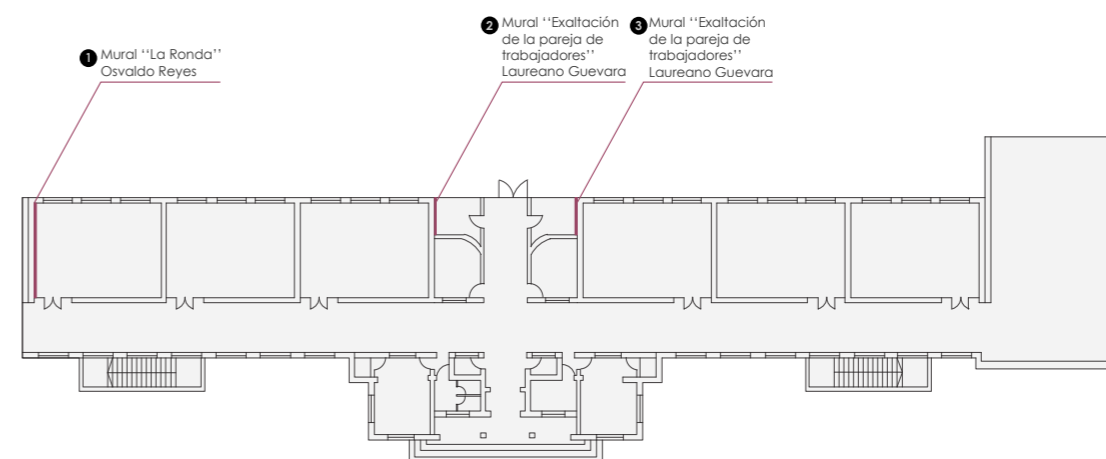 1 Mural ‘‘La Ronda’’
Osvaldo Reyes
2 Mural ‘‘Exaltación
de la pareja de
trabajadores’’
Laureano Guevara
3 Mural ‘‘Exaltación
de la pareja de
trabajadores’’
Laureano Guevara